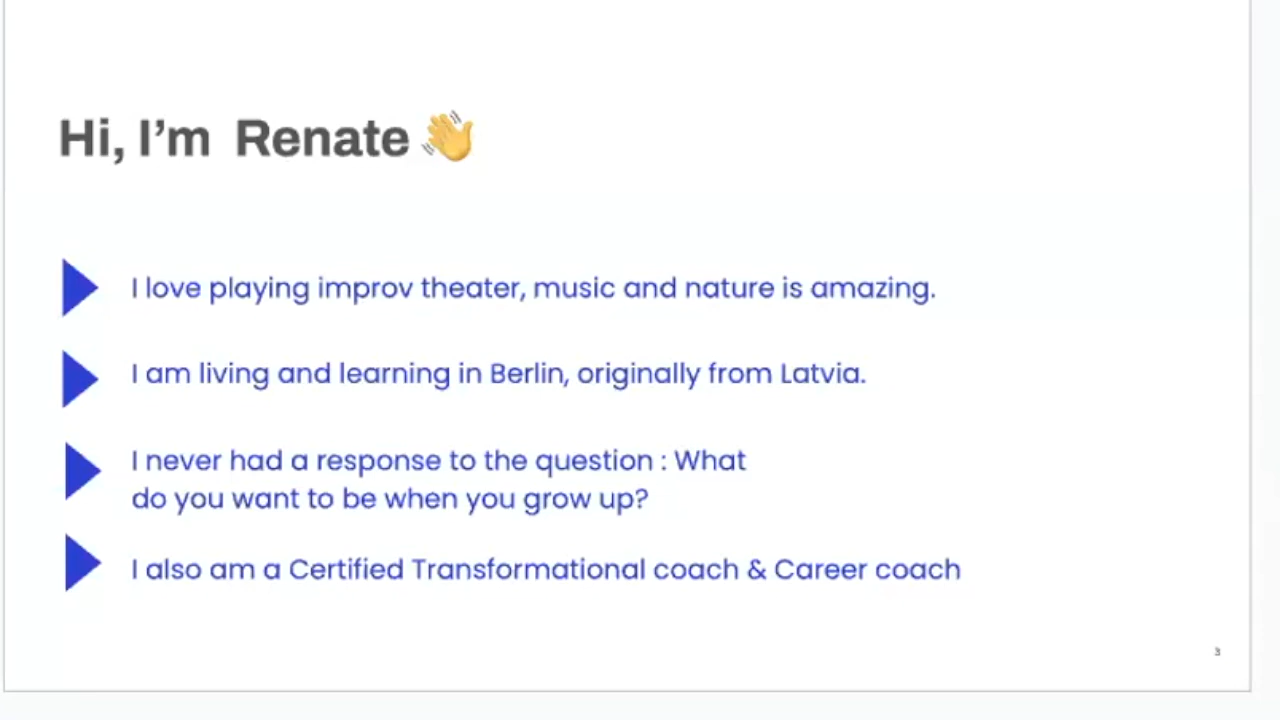 Hi, I’m Renate 👋
I love playing improv theater, music and nature is amazing.
I am living and learning in Berlin, originally from Latvia.
I never had a response to the question : What
do you want to be when you grow up?
I also am a Certified Transformational coach & Career coach
3